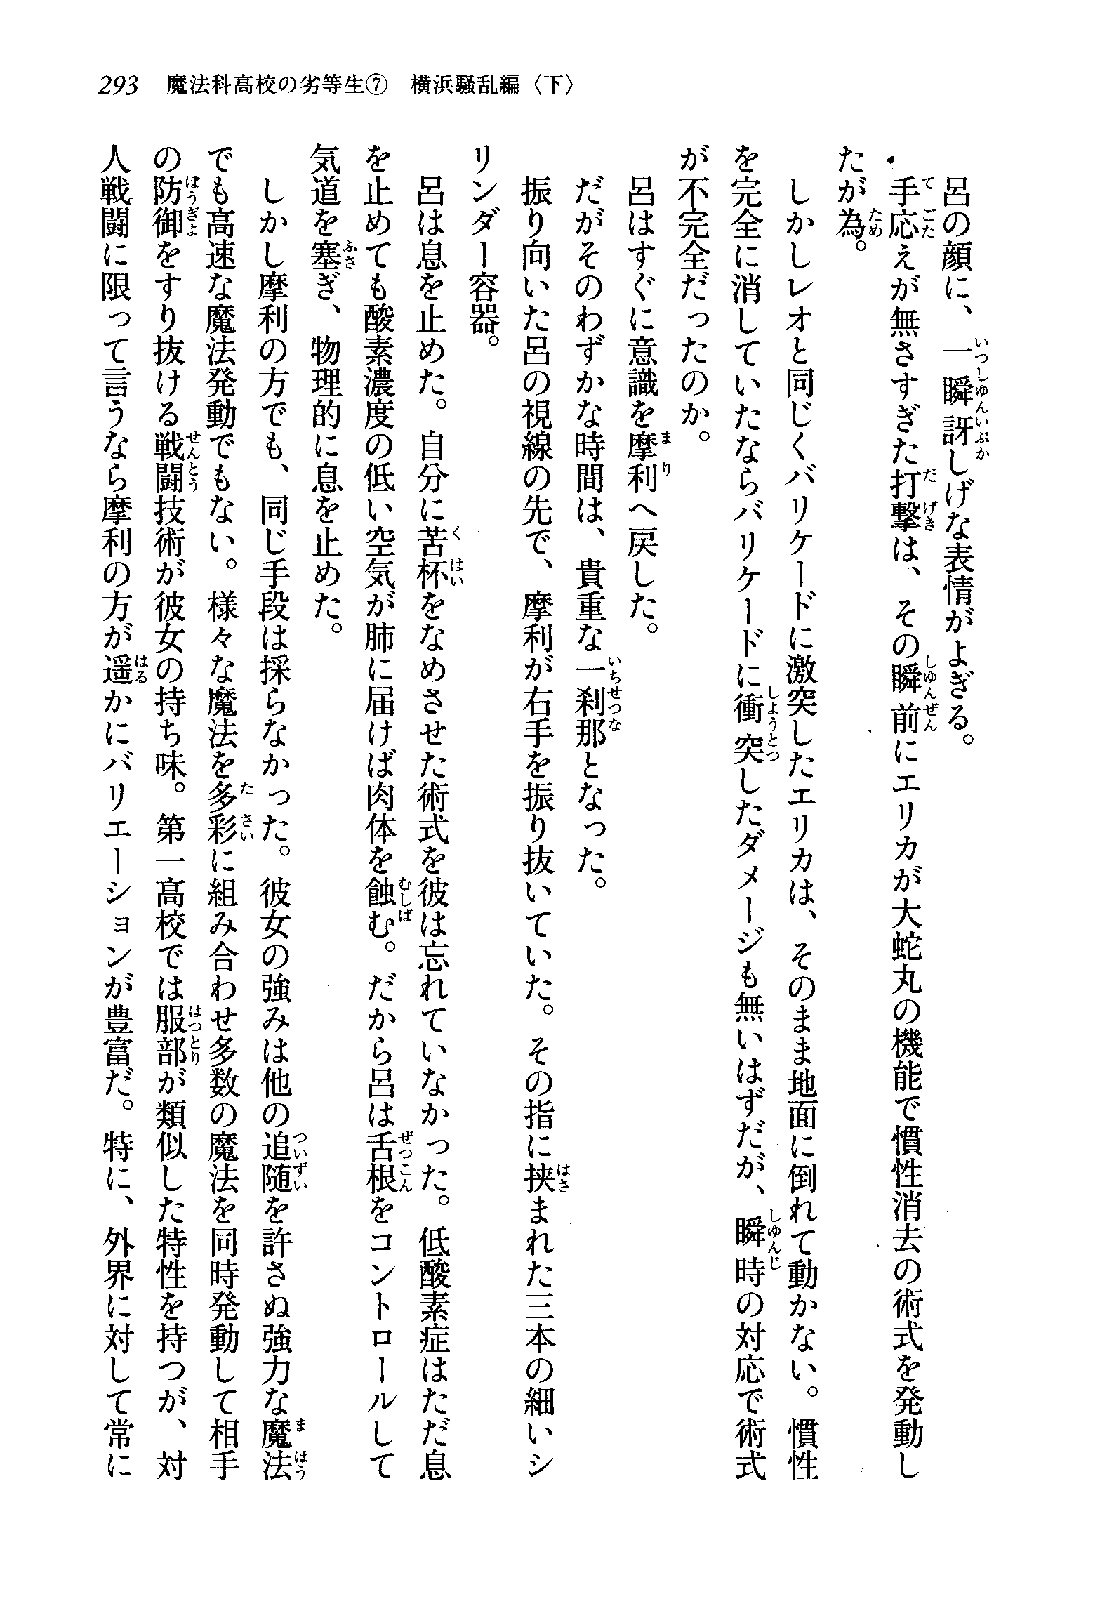 293 魔法科高校の劣等生⑦ 横浜騒乱編〈下〉
呂の顔に、一瞬訝しげな表情がよぎる。
手応えが無さすぎた打撃は、その瞬前にエリカが大蛇丸の機能で慣性消去の術式を発動し
たが為。
しかしレオと同じくバリケードに激突したエリカは、そのまま地面に倒れて動かない。慣性
を完全に消していたならバリケードに衝突したダメージも無いはずだが、瞬時の対応で術式
が不完全だったのか。
呂はすぐに意識を摩利へ戻した。
だがそのわずかな時間は、貴重な一刹那となった。
振り向いた呂の視線の先で、摩利が右手を振り抜いていた。その指に挟まれた三本の細いシ
リンダー容器。
呂は息を止めた。自分に苦杯をなめさせた術式を彼は忘れていなかった。低酸素症はただ息
を止めても酸素濃度の低い空気が肺に届けば肉体を蝕む。だから呂は舌根をコントロールして
気道を塞ぎ、物理的に息を止めた。
しかし摩利の方でも、同じ手段は採らなかった。彼女の強みは他の追随を許さぬ強力な魔法
でも高速な魔法発動でもない。様々な魔法を多彩に組み合わせ多数の魔法を同時発動して相手
の防御をすり抜ける戦闘技術が彼女の持ち味。第一高校では服部が類似した特性を持つが、対
人戦闘に限って言うなら摩利の方が遥かにバリエーションが豊富だ。特に、外界に対して常に